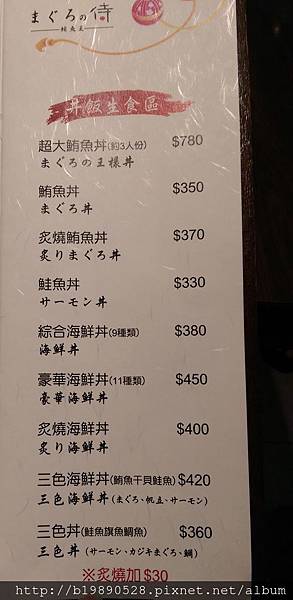 まぐろの侍
鮪魚王
丼飯生食區
超大鮪魚丼(約3人份) $780
まぐろの王様丼
鮪魚丼 $350
まぐろ丼
炙燒鮪魚丼 $370
炙りまぐろ丼
鮭魚丼 $330
サーモン丼
綜合海鮮丼(9種類) $380
海鮮丼
豪華海鮮丼(11種類) $450
豪華海鮮丼
炙燒海鮮丼 $400
炙り海鮮丼
三色海鮮丼(鮪魚干貝鮭魚) $420
三色海鮮丼(まぐろ、帆立、サーモン)
三色丼(鮭魚旗魚鯛魚) $360
三色丼(サーモン、カジキまぐろ、鯛)
※炙燒加$30
http://b19890528.pixnet.net/album